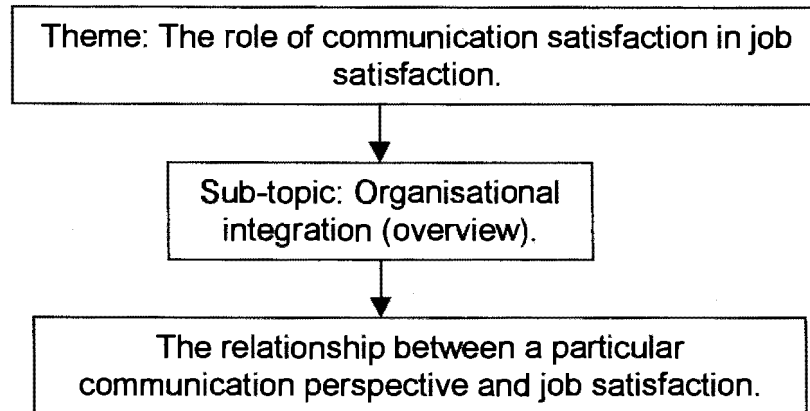 Theme: The role of communication satisfaction in job
satisfaction.
Sub-topic: Organisational
integration (overview).
The relationship between a particular
communication perspective and job satisfaction.